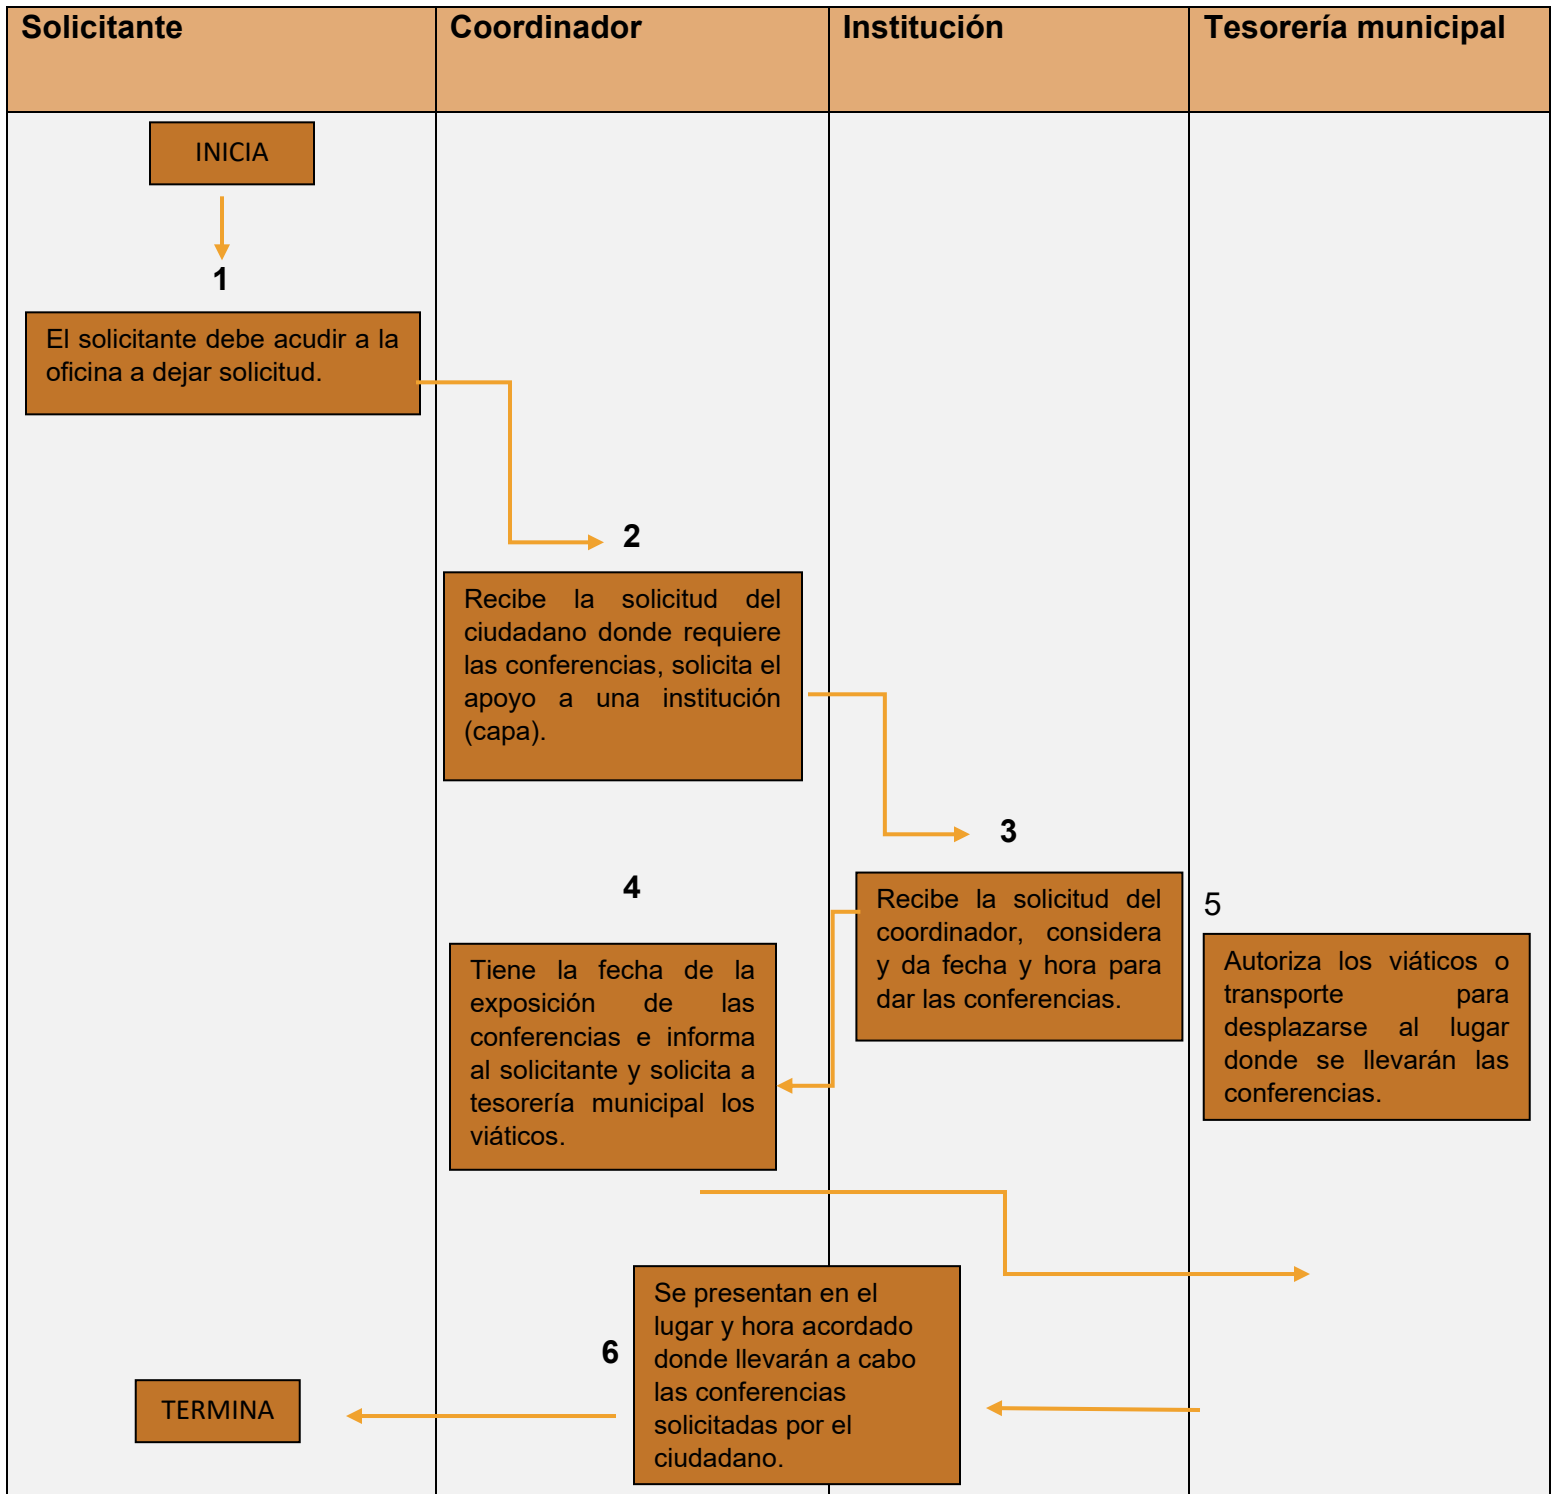 Solicitante
Coordinador
Institución
Tesorería municipal
INICIA
1
El solicitante debe acudir a la
oficina a dejar solicitud.
2
Recibe la solicitud del
ciudadano donde requiere
las conferencias, solicita el
apoyo a una institución
(capa).
3
Recibe la solicitud del
coordinador, considera
y da fecha y hora para
dar las conferencias.
4
Tiene la fecha de la
exposición de las
conferencias e informa
al solicitante y solicita a
tesorería municipal los
viáticos.
5
Autoriza los viáticos o
transporte para
desplazarse al lugar
donde se llevarán las
conferencias.
6
Se presentan en el
lugar y hora acordado
donde llevarán a cabo
las conferencias
solicitadas por el
ciudadano.
TERMINA